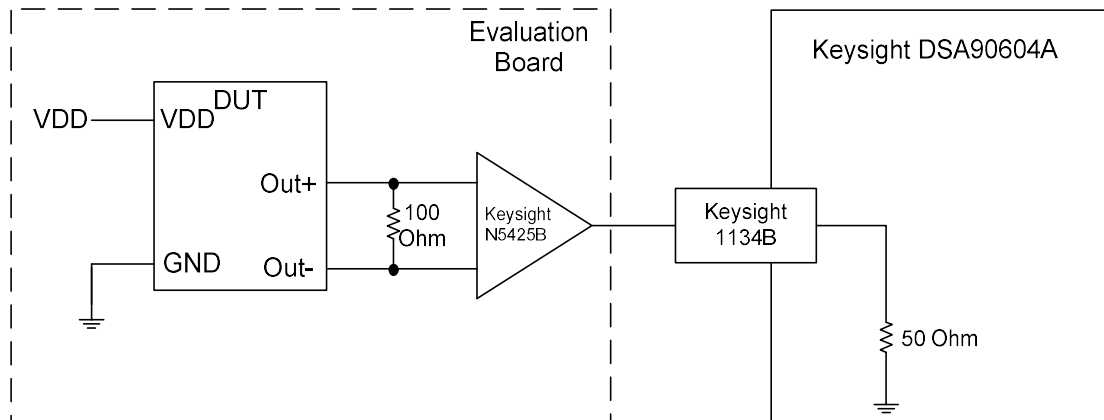 Evaluation
Board
Keysight DSA90604A
DUT
VDD
VDD
Out+
100
Ohm
Keysight
N5425B
Keysight
1134B
GND
Out-
50 Ohm